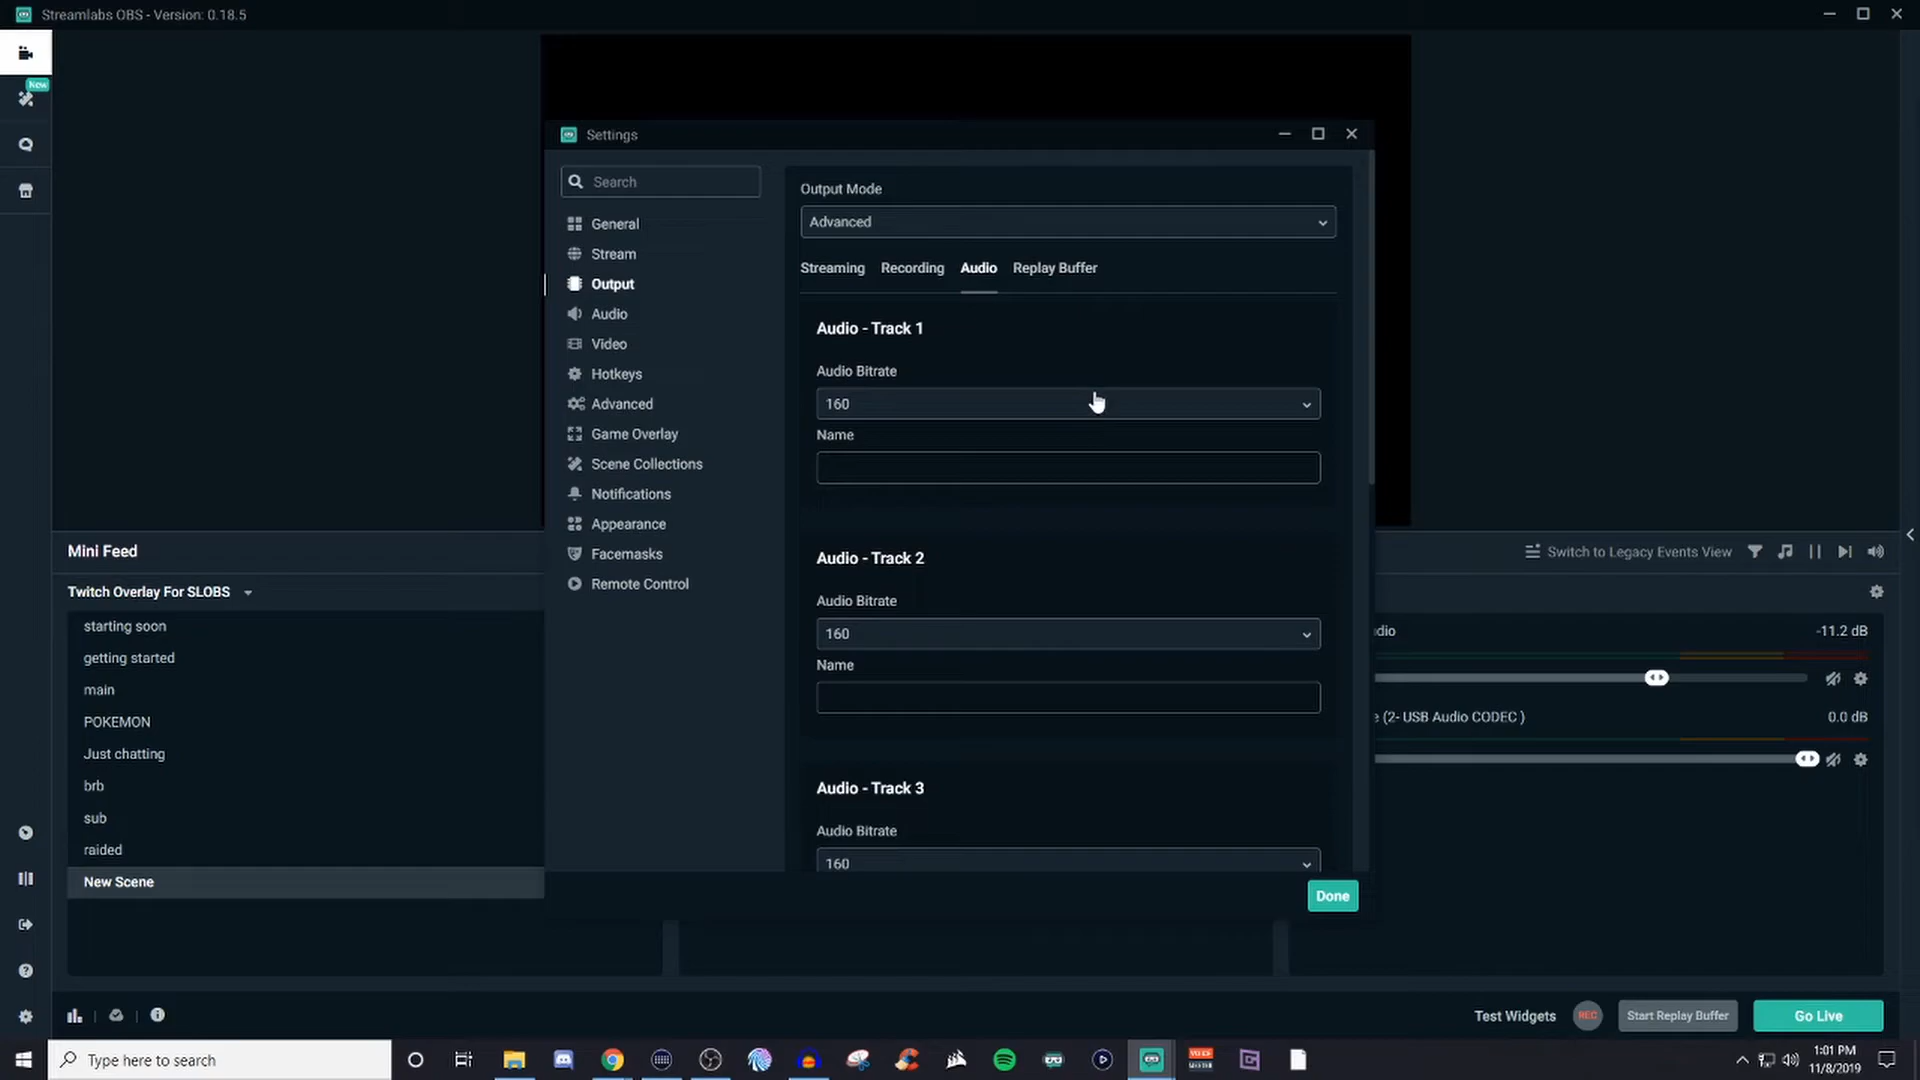 Streamlabs OBS - Version: 0.18.5
New
Settings
Search
General
Stream
Output
Audio
Video
Hotkeys
Advanced
Game Overlay
Scene Collections
Notifications
Appearance
Facemasks
Remote Control
Output Mode
Advanced
Streaming Recording Audio Replay Buffer
Audio - Track 1
Audio Bitrate
160
Name
Audio - Track 2
Audio Bitrate
160
Name
Audio - Track 3
Audio Bitrate
160
Done
Mini Feed
Switch to Legacy Events View
Twitch Overlay For SLOBS
starting soon
getting started
main
POKEMON
Just chatting
brb
sub
raided
New Scene
dio -11.2 dB
e (2- USB Audio CODEC ) 0.0 dB
Test Widgets REC Start Replay Buffer Go Live
Type here to search
1:01 PM
11/8/2019